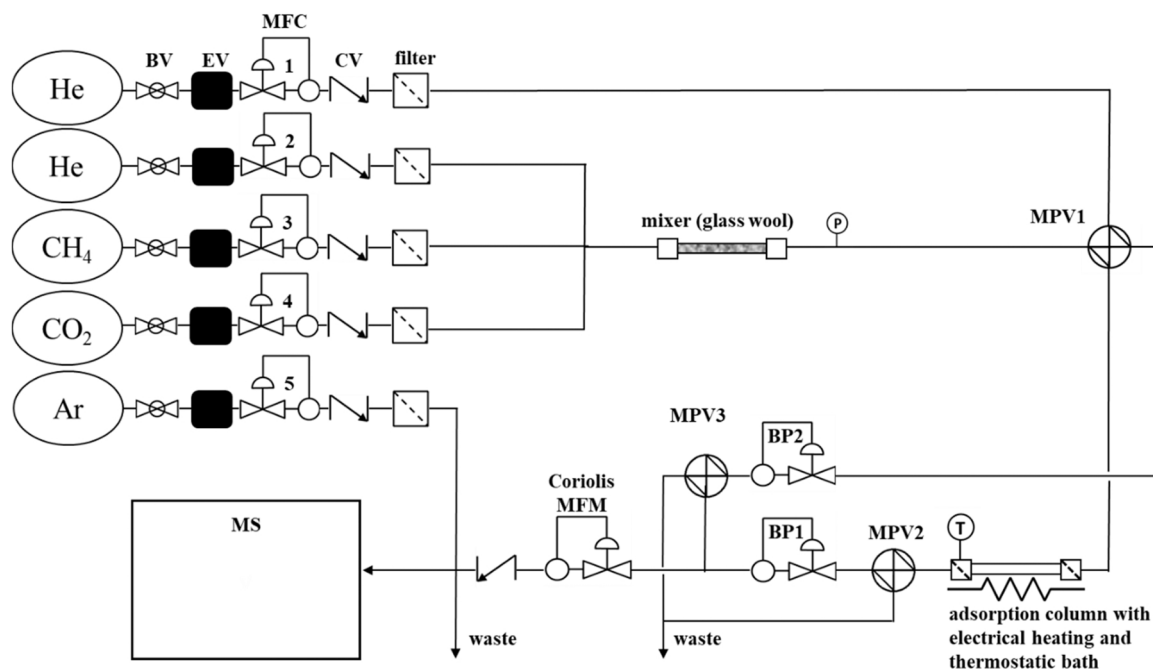 MFC
BV EV CV filter
He 1
He 2
CH₄ 3
CO₂ 4
Ar 5
mixer (glass wool)
P
MPV1
MPV3
BP2
Coriolis
MFM
BP1
MPV2
T
MS
adsorption column with
electrical heating and
thermostatic bath
waste
waste